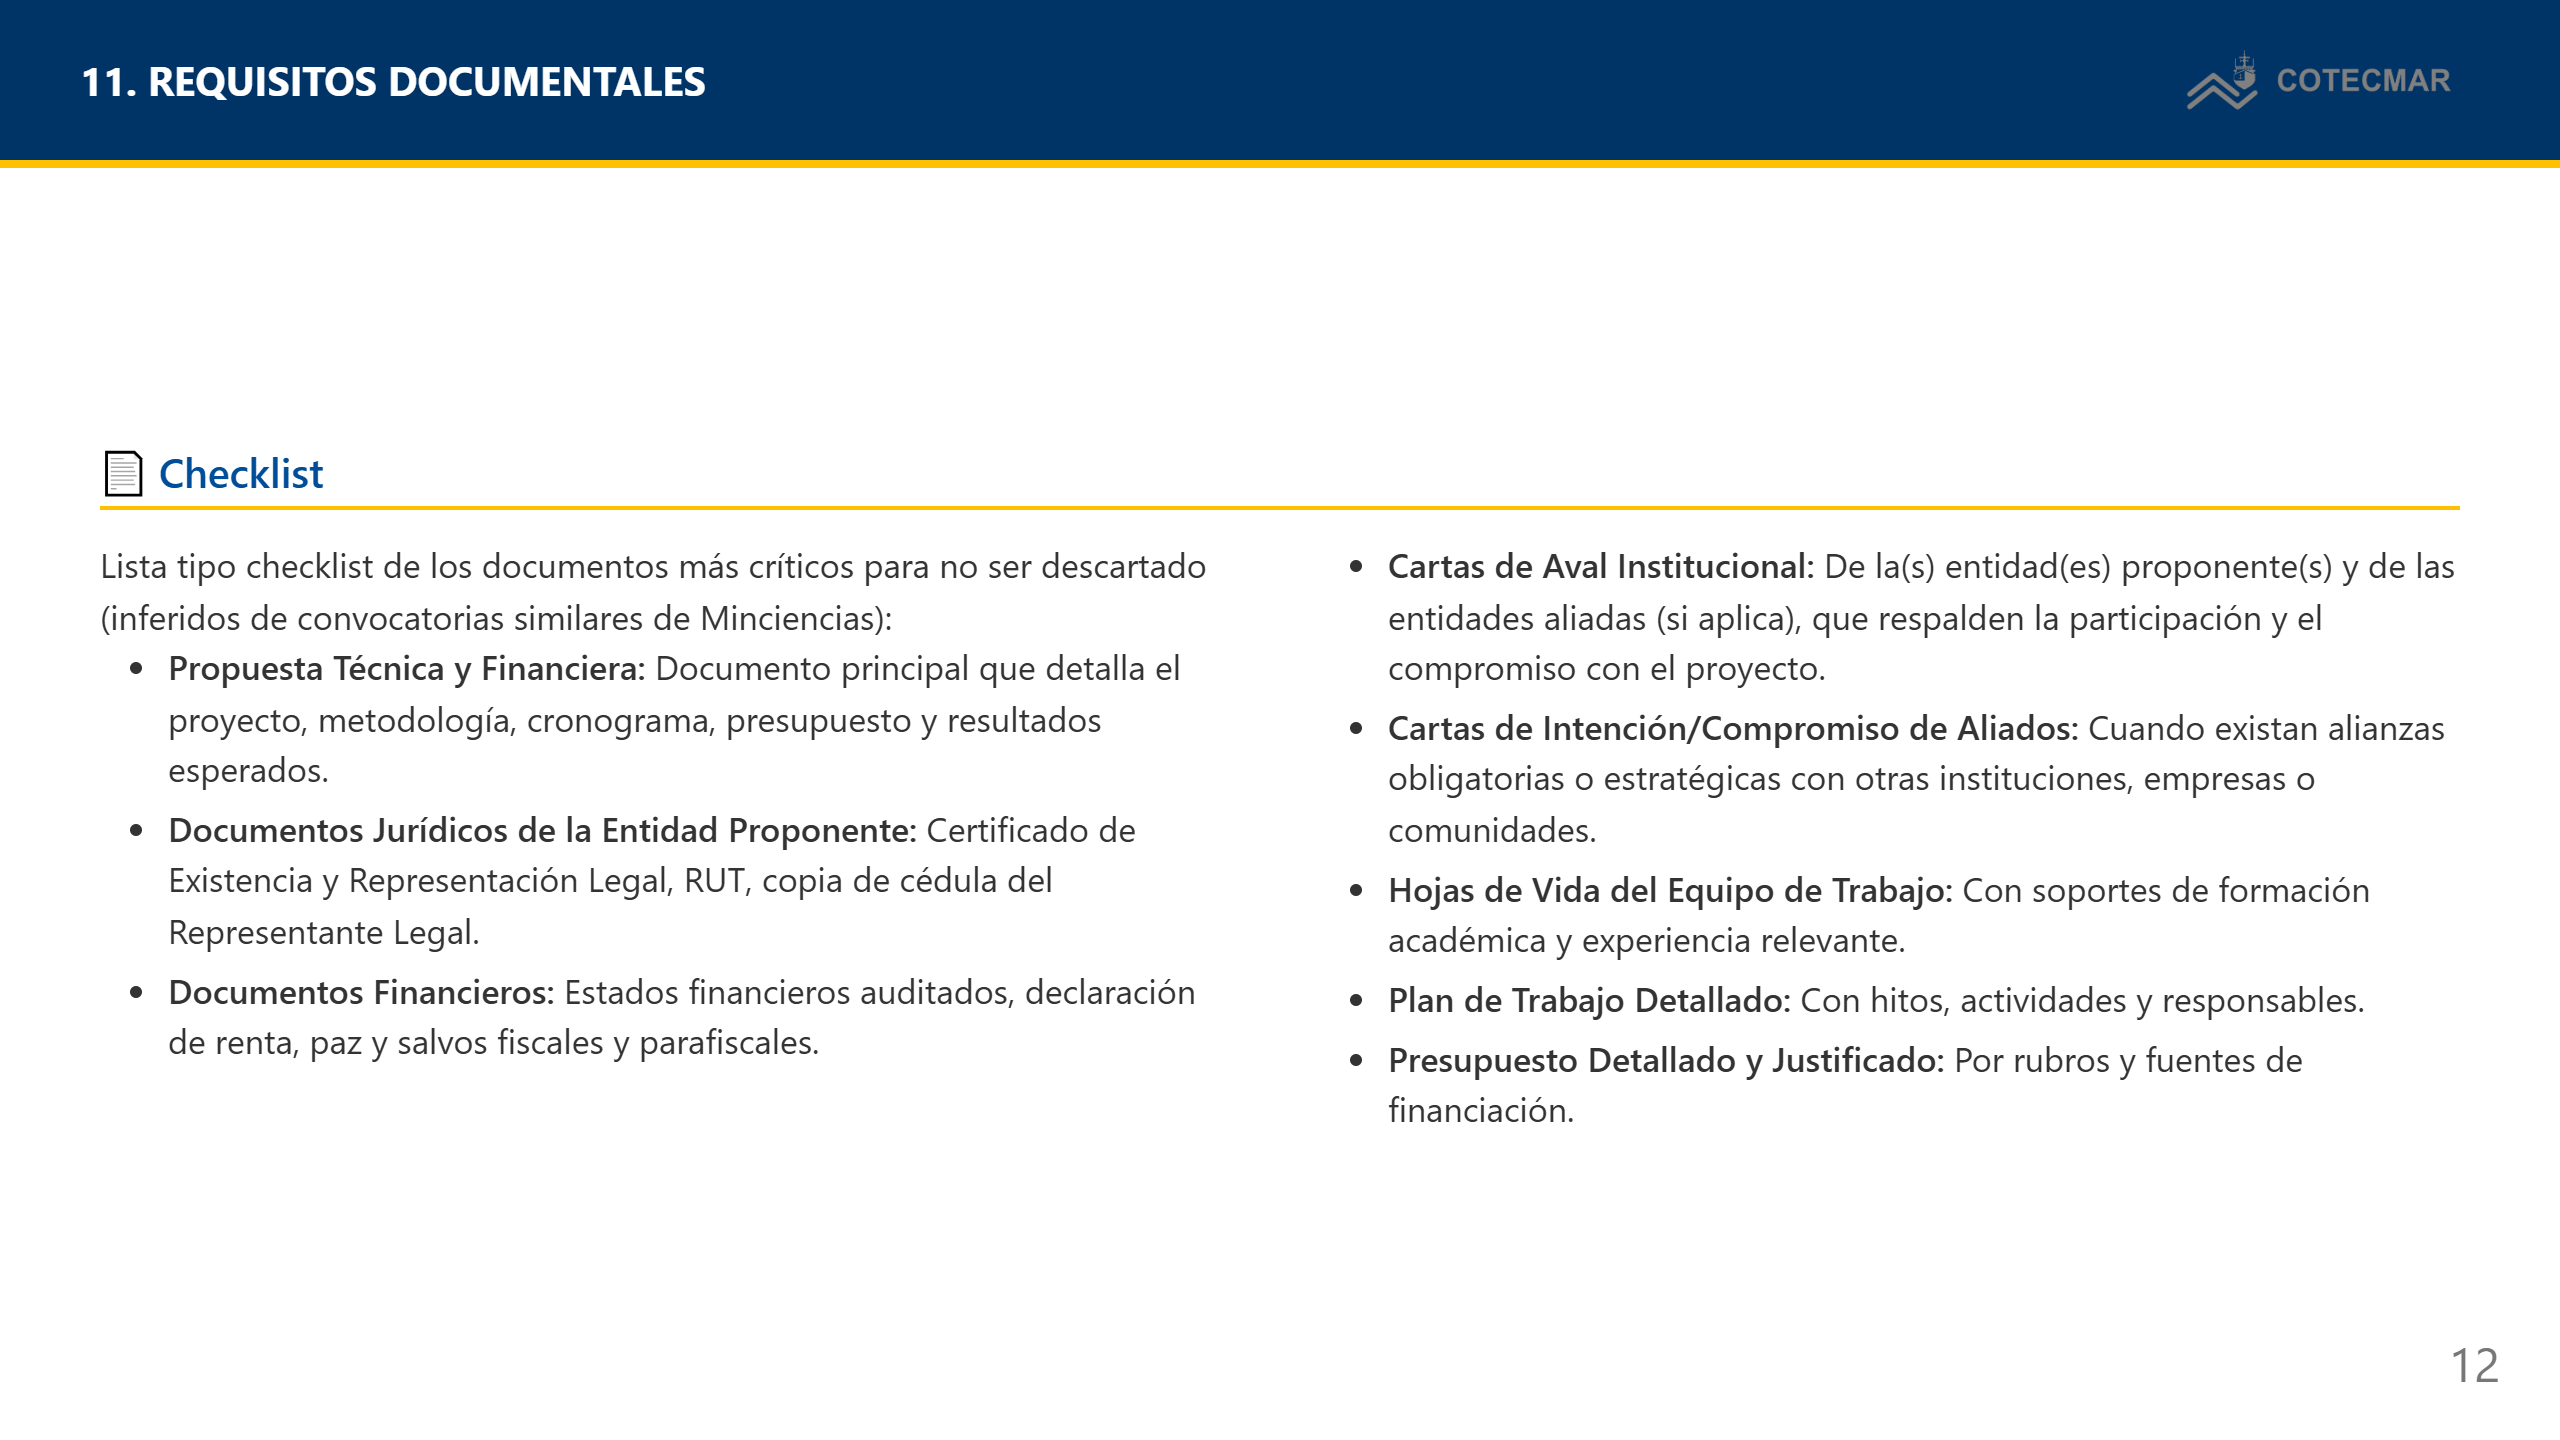 11. REQUISITOS DOCUMENTALES
COTECMAR
Checklist
Lista tipo checklist de los documentos más críticos para no ser descartado
(inferidos de convocatorias similares de Minciencias):
• Propuesta Técnica y Financiera: Documento principal que detalla el
proyecto, metodología, cronograma, presupuesto y resultados
esperados.
• Documentos Jurídicos de la Entidad Proponente: Certificado de
Existencia y Representación Legal, RUT, copia de cédula del
Representante Legal.
• Documentos Financieros: Estados financieros auditados, declaración
de renta, paz y salvos fiscales y parafiscales.
• Cartas de Aval Institucional: De la(s) entidad(es) proponente(s) y de las
entidades aliadas (si aplica), que respalden la participación y el
compromiso con el proyecto.
• Cartas de Intención/Compromiso de Aliados: Cuando existan alianzas
obligatorias o estratégicas con otras instituciones, empresas o
comunidades.
• Hojas de Vida del Equipo de Trabajo: Con soportes de formación
académica y experiencia relevante.
• Plan de Trabajo Detallado: Con hitos, actividades y responsables.
• Presupuesto Detallado y Justificado: Por rubros y fuentes de
financiación.
12